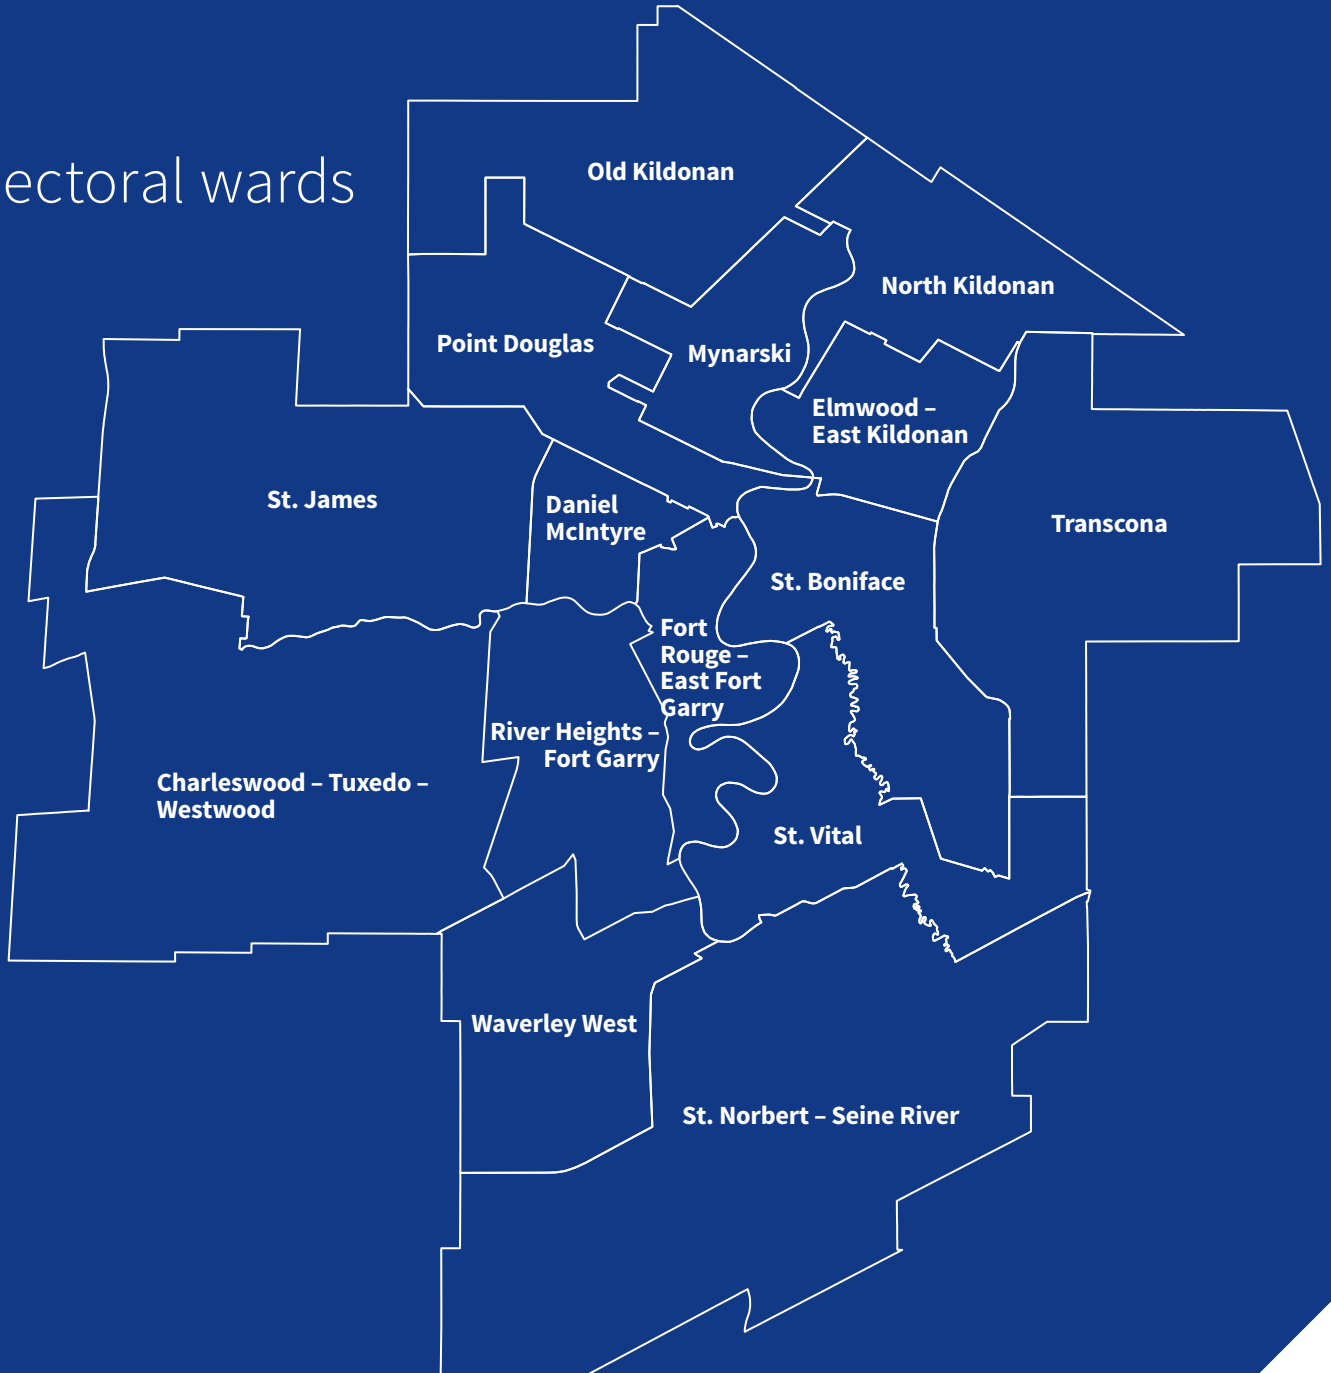 ectoral wards
Old Kildonan
North Kildonan
Point Douglas
Mynarski
Elmwood –
East Kildonan
St. James
Daniel
McIntyre
Transcona
St. Boniface
Fort
Rouge –
East Fort
Garry
River Heights –
Fort Garry
Charleswood – Tuxedo –
Westwood
St. Vital
Waverley West
St. Norbert – Seine River